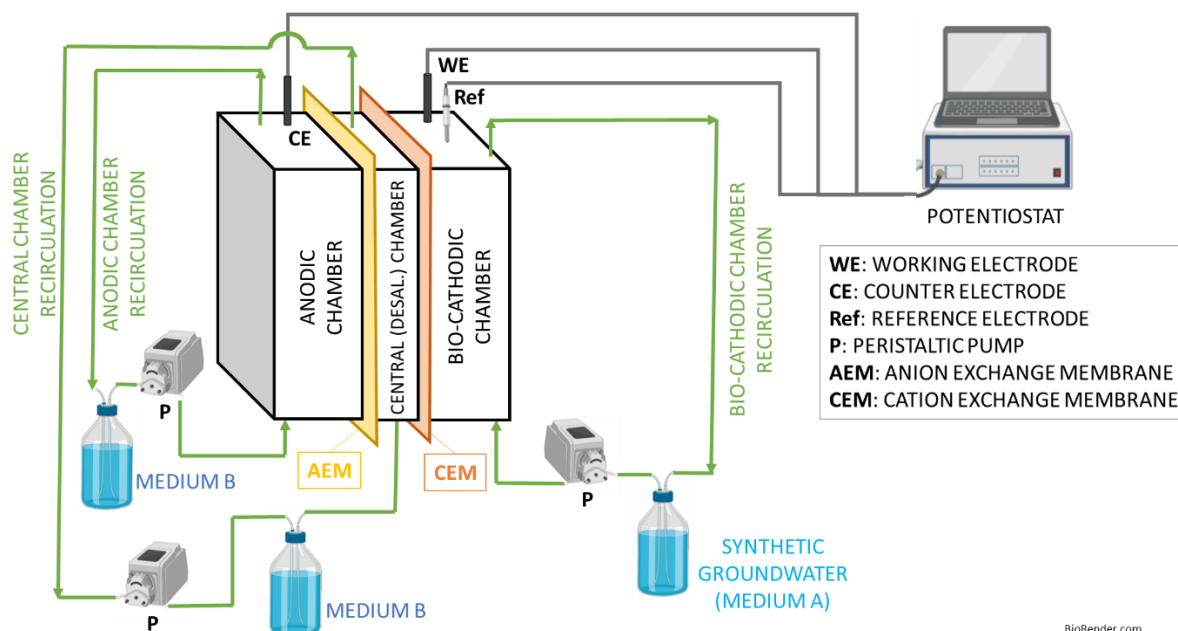 WE
Ref
CE
CENTRAL CHAMBER
RECIRCULATION
ANODIC CHAMBER
RECIRCULATION
ANODIC
CHAMBER
CENTRAL (DESAL.) CHAMBER
BIO-CATHODIC
CHAMBER
BIO-CATHODIC CHAMBER
RECIRCULATION
POTENTIOSTAT
WE: WORKING ELECTRODE
CE: COUNTER ELECTRODE
Ref: REFERENCE ELECTRODE
P: PERISTALTIC PUMP
AEM: ANION EXCHANGE MEMBRANE
CEM: CATION EXCHANGE MEMBRANE
P
AEM
CEM
P
MEDIUM B
P
MEDIUM B
SYNTHETIC
GROUNDWATER
(MEDIUM A)
BioRender.com